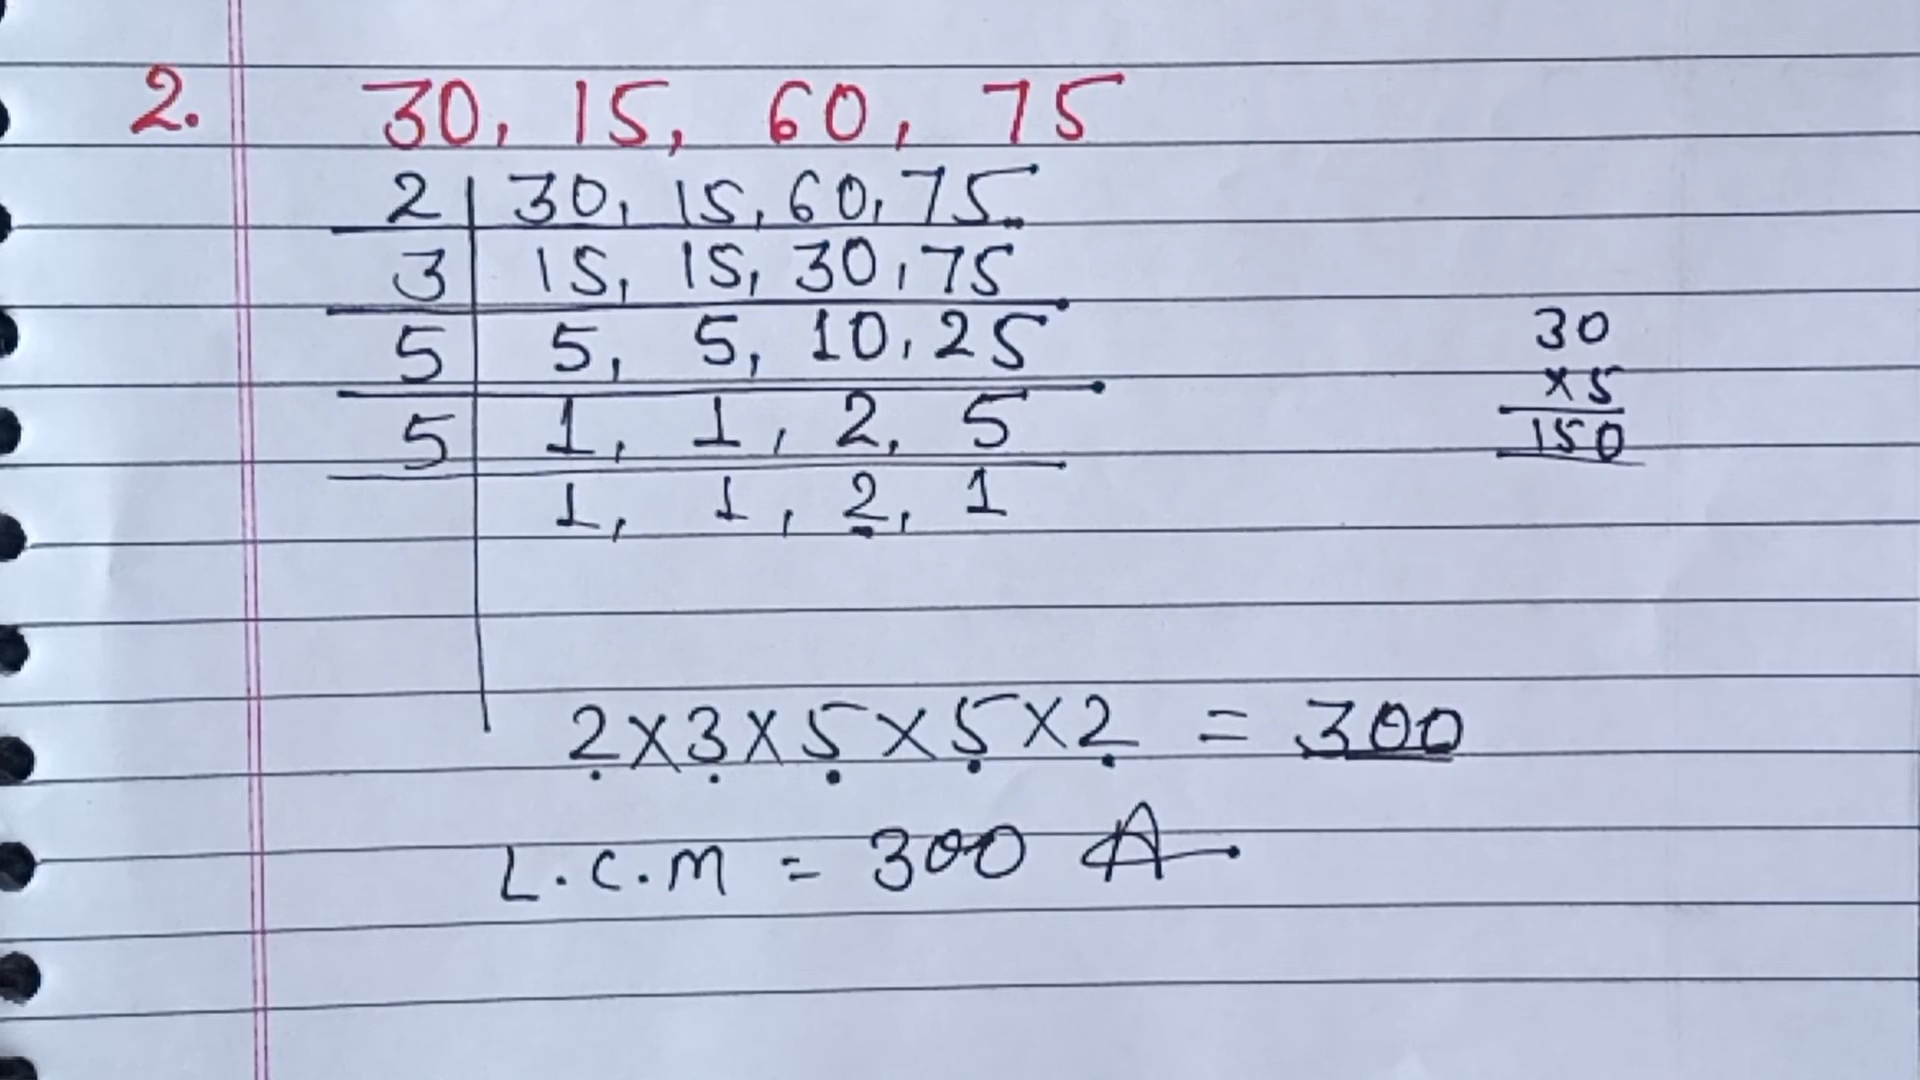 2. 30, 15, 60, 75
2 | 30, 15, 60, 75
3 | 15, 15, 30, 75
5 | 5, 5, 10, 25
5 | 1, 1, 2, 5
1, 1, 2, 1
30
×5
150
2×3×5×5×2 = 300
L.C.M = 300 A